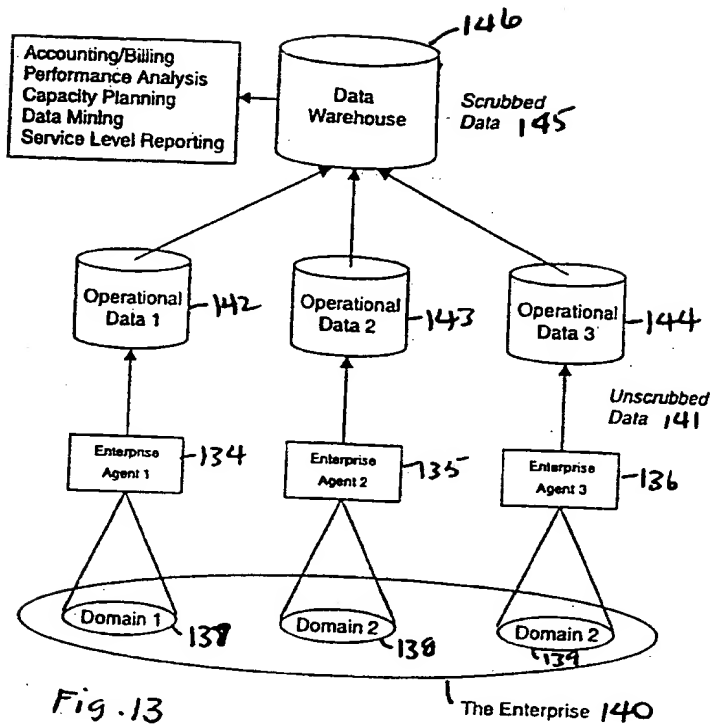 146
Accounting/Billing
Performance Analysis
Capacity Planning
Data Mining
Service Level Reporting
Data
Warehouse
Scrubbed
Data 145
Operational
Data 1
142
Operational
Data 2
143
Operational
Data 3
144
Unscrubbed
Data 141
Enterprise
Agent 1
134
Enterprise
Agent 2
135
Enterprise
Agent 3
136
Domain 1
Domain 2
138
Domain 2
139
Fig. 13
The Enterprise 140